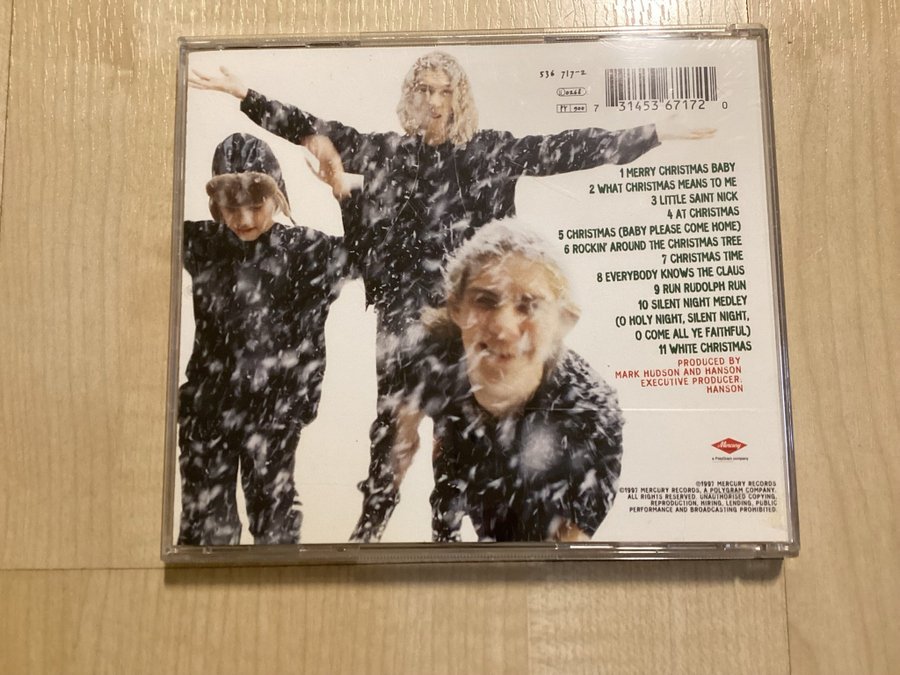 536 717-2
7 31453 67172 0
1 MERRY CHRISTMAS BABY
2 WHAT CHRISTMAS MEANS TO ME
3 LITTLE SAINT NICK
4 AT CHRISTMAS
5 CHRISTMAS (BABY PLEASE COME HOME)
6 ROCKIN' AROUND THE CHRISTMAS TREE
7 CHRISTMAS TIME
8 EVERYBODY KNOWS THE CLAUS
9 RUN RUDOLPH RUN
10 SILENT NIGHT MEDLEY
(O HOLY NIGHT, SILENT NIGHT,
O COME ALL YE FAITHFUL)
11 WHITE CHRISTMAS
PRODUCED BY
MARK HUDSON AND HANSON
EXECUTIVE PRODUCER:
HANSON
Mercury
a PolyGram company
℗1997 MERCURY RECORDS
©1997 MERCURY RECORDS, A POLYGRAM COMPANY.
ALL RIGHTS RESERVED. UNAUTHORISED COPYING,
REPRODUCTION, HIRING, LENDING, PUBLIC
PERFORMANCE AND BROADCASTING PROHIBITED.